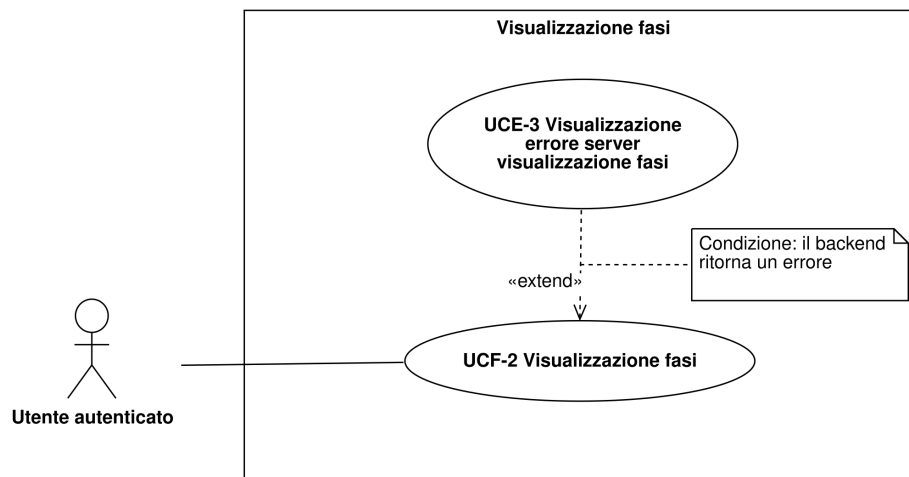 Visualizzazione fasi
UCE-3 Visualizzazione
errore server
visualizzazione fasi
Condizione: il backend
ritorna un errore
«extend»
UCF-2 Visualizzazione fasi
Utente autenticato